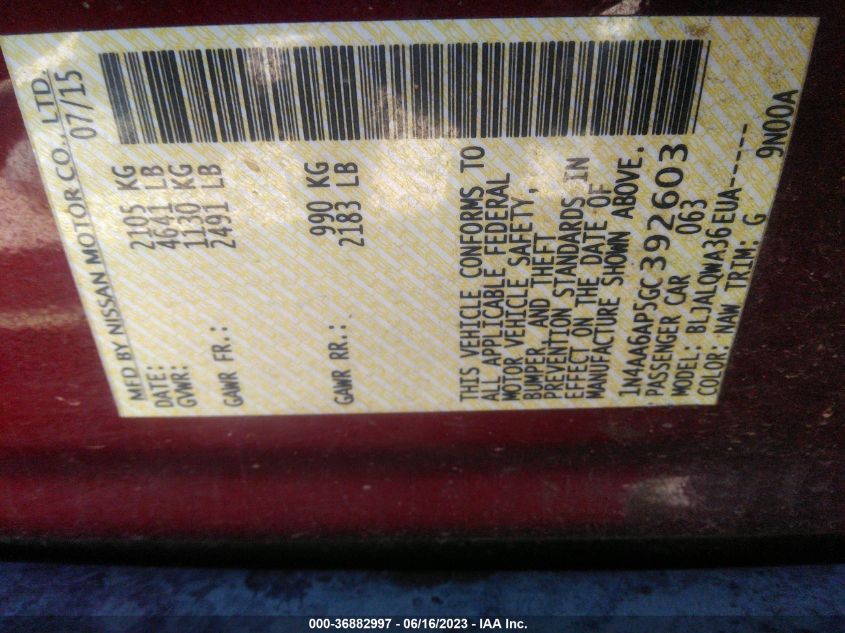 MFD BY NISSAN MOTOR CO., LTD.
DATE: 07/15
GVWR: 2105 KG
4641 LB
GAWR FR.: 1130 KG
2491 LB
GAWR RR.: 990 KG
2183 LB
THIS VEHICLE CONFORMS TO
ALL APPLICABLE FEDERAL
MOTOR VEHICLE SAFETY,
BUMPER, AND THEFT
PREVENTION STANDARDS IN
EFFECT ON THE DATE OF
MANUFACTURE SHOWN ABOVE.
1N4AA6AP5GC392603
PASSENGER CAR 063
MODEL: BLJALQWA36EUA-----
COLOR: NAW TRIM: G 9N00A
000-36882997 - 06/16/2023 - IAA Inc.